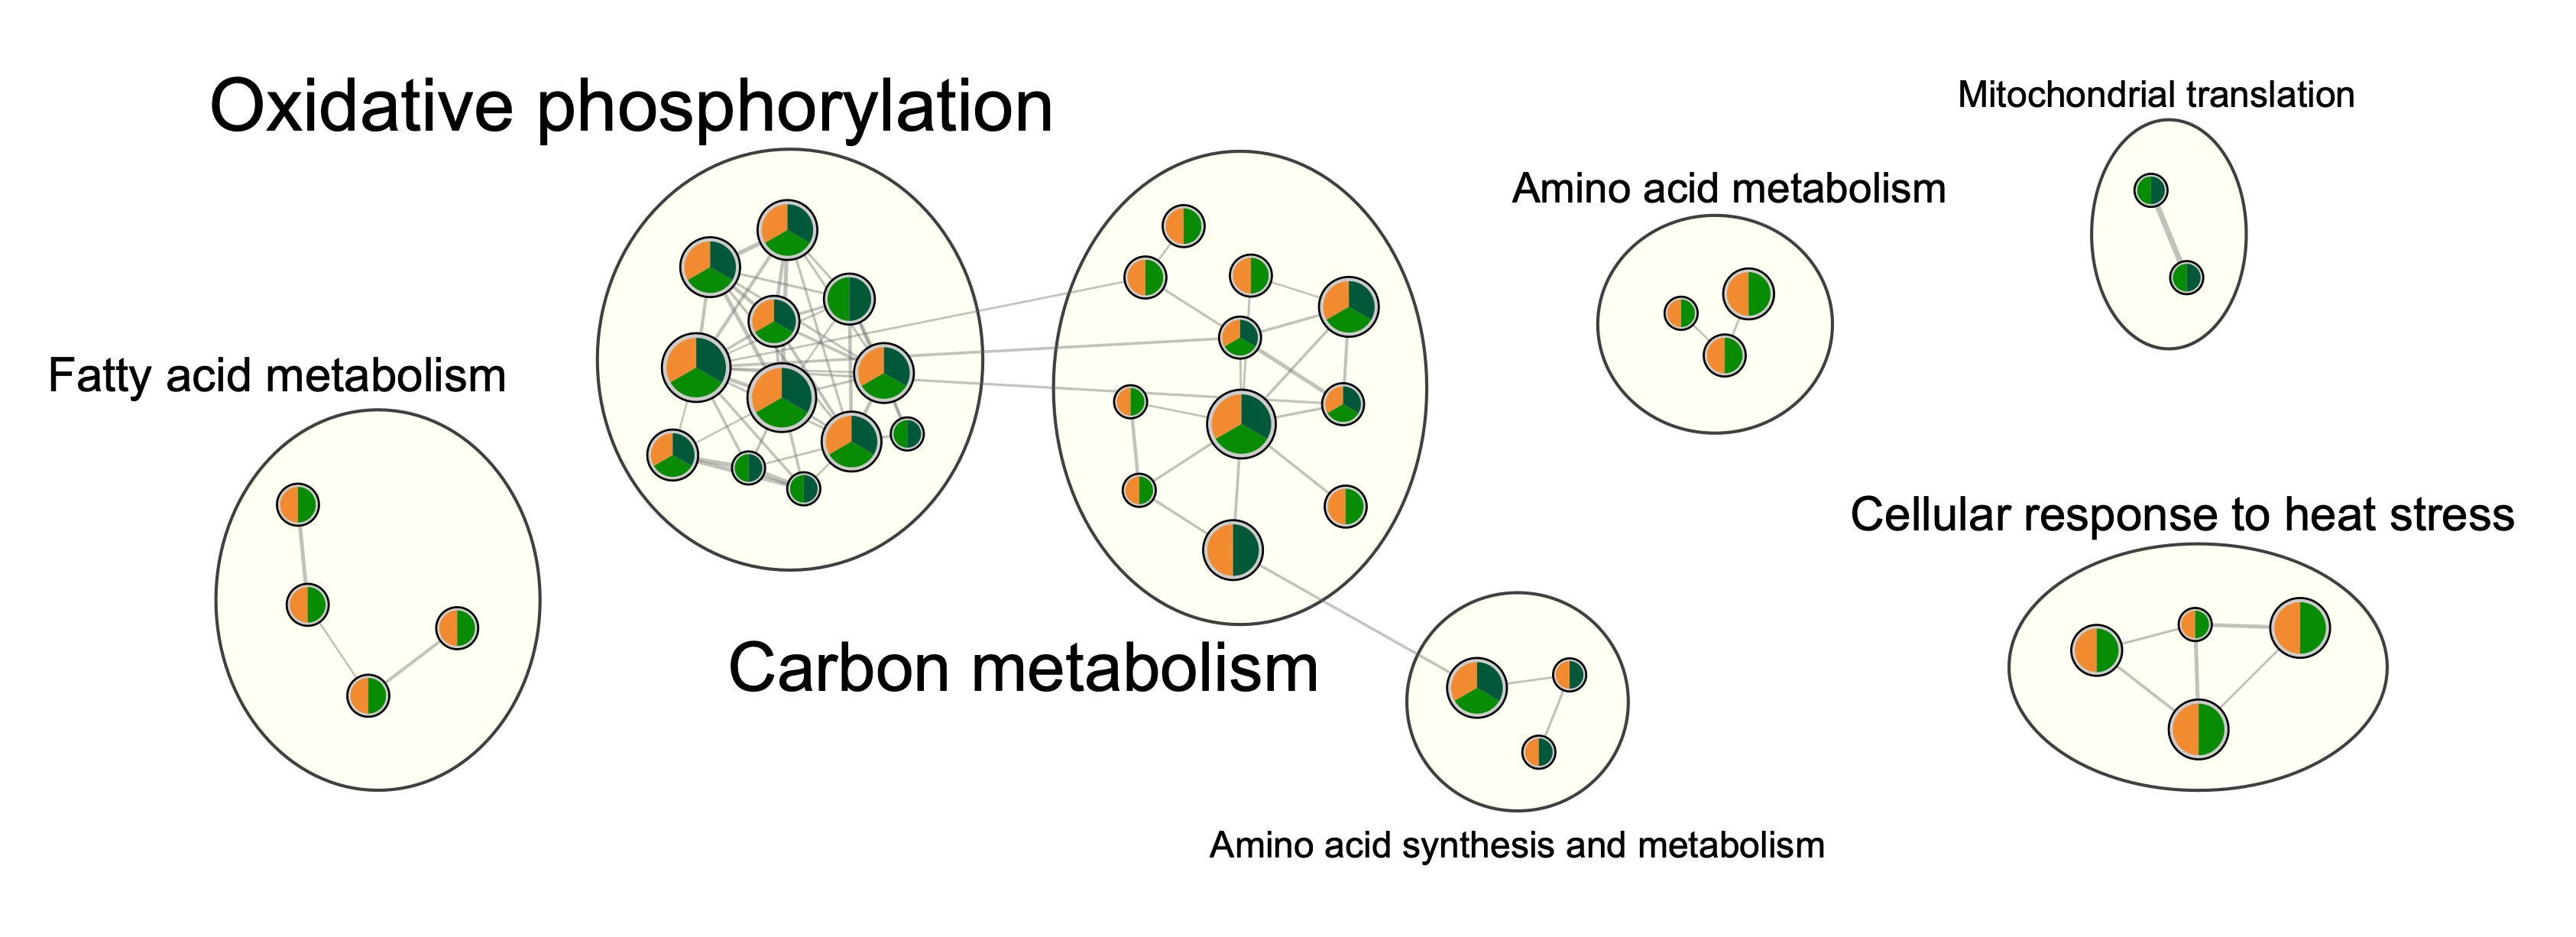 Oxidative phosphorylation
Mitochondrial translation
Amino acid metabolism
Fatty acid metabolism
Cellular response to heat stress
Carbon metabolism
Amino acid synthesis and metabolism